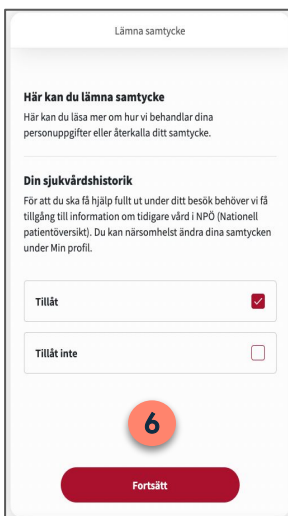 Lämna samtycke
Här kan du lämna samtycke
Här kan du läsa mer om hur vi behandlar dina
personuppgifter eller återkalla ditt samtycke.
Din sjukvårdshistorik
För att du ska få hjälp fullt ut under ditt besök behöver vi få
tillgång till information om tidigare vård i NPÖ (Nationell
patientöversikt). Du kan närsomhelst ändra dina samtycken
under Min profil.
Tillåt
Tillåt inte
6
Fortsätt